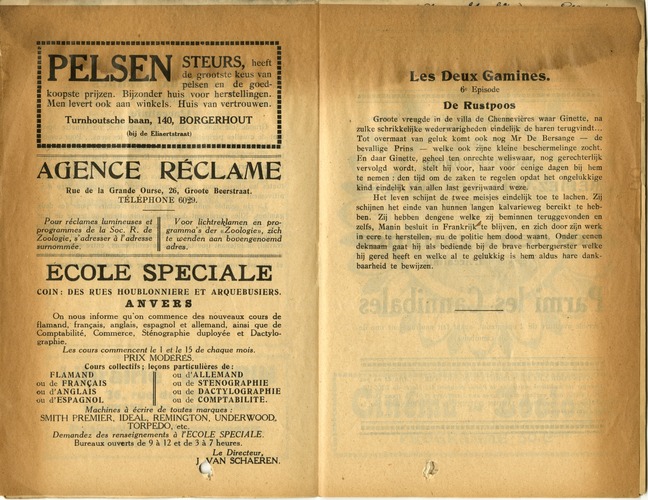 PELSEN STEURS, heeft
de grootste keus van
pelsen en de goed-
koopste prijzen. Bijzonder huis voor herstellingen.
Men levert ook aan winkels. Huis van vertrouwen.
Turnhoutsche baan, 140, BORGERHOUT
(bij de Eliaertstraat)
AGENCE RÉCLAME
Rue de la Grande Ourse, 26, Groote Beerstraat.
TÉLÉPHONE 6029.
Pour réclames lumineuses et
programmes de la Soc. R. de
Zoologie, s'adresser à l'adresse
surnommée.
Voor lichtreklamen en pro-
gramma's der «Zoologie», zich
te wenden aan bovengenoemd
adres.
ECOLE SPECIALE
COIN: DES RUES HOUBLONNIERE ET ARQUEBUSIERS.
ANVERS
On nous informe qu'on commence des nouveaux cours de
flamand, français, anglais, espagnol et allemand, ainsi que de
Comptabilité, Commerce, Sténographie duployée et Dactylo-
graphie.
Les cours commencent le 1 et le 15 de chaque mois.
PRIX MODÉRÉS.
Cours collectifs; leçons particulières de:
FLAMAND
ou de FRANÇAIS
ou d'ANGLAIS
ou d'ESPAGNOL
ou d'ALLEMAND
ou de STENOGRAPHIE
ou de DACTYLOGRAPHIE
ou de COMPTABILITE.
Machines à écrire de toutes marques:
SMITH PREMIER, IDEAL, REMINGTON, UNDERWOOD,
TORPEDO, etc.
Demandez des renseignements à l'ECOLE SPECIALE.
Bureaux ouverts de 9 à 12 et de 3 à 7 heures.
Le Directeur,
J. VAN SCHAEREN.
Les Deux Gamines.
6e Episode
De Rustpoos
Groote vreugde in de villa de Chennevières waar Ginette, na
zulke schrikkelijke wederwarigheden eindelijk de haren terugvindt...
Tot overmaat van geluk komt ook nog Mr De Bersange — de
bevallige Prins — welke ook zijne kleine beschermelinge zocht.
En daar Ginette, geheel ten onrechte weliswaar, nog gerechterlijk
vervolgd wordt, stelt hij voor, haar voor eenige dagen bij hem
te nemen: den tijd om de zaken te regelen opdat het ongelukkige
kind eindelijk van allen last gevrijwaard weze.
Het leven schijnt de twee meisjes eindelijk toe te lachen. Zij
schijnen het einde van hunnen langen kalvarieweg bereikt te heb-
ben. Zij hebben dengene welke zij beminnen teruggevonden en
zelfs, Manin besluit in Frankrijk te blijven, en zich door zijn werk
in eere te herstellen, nu de politie hem dood waant. Onder eenen
deknaam gaat hij als bediende bij de brave herbergierster welke
hij gered heeft en welke al te gelukkig is hem aldus hare dank-
baarheid te bewijzen.